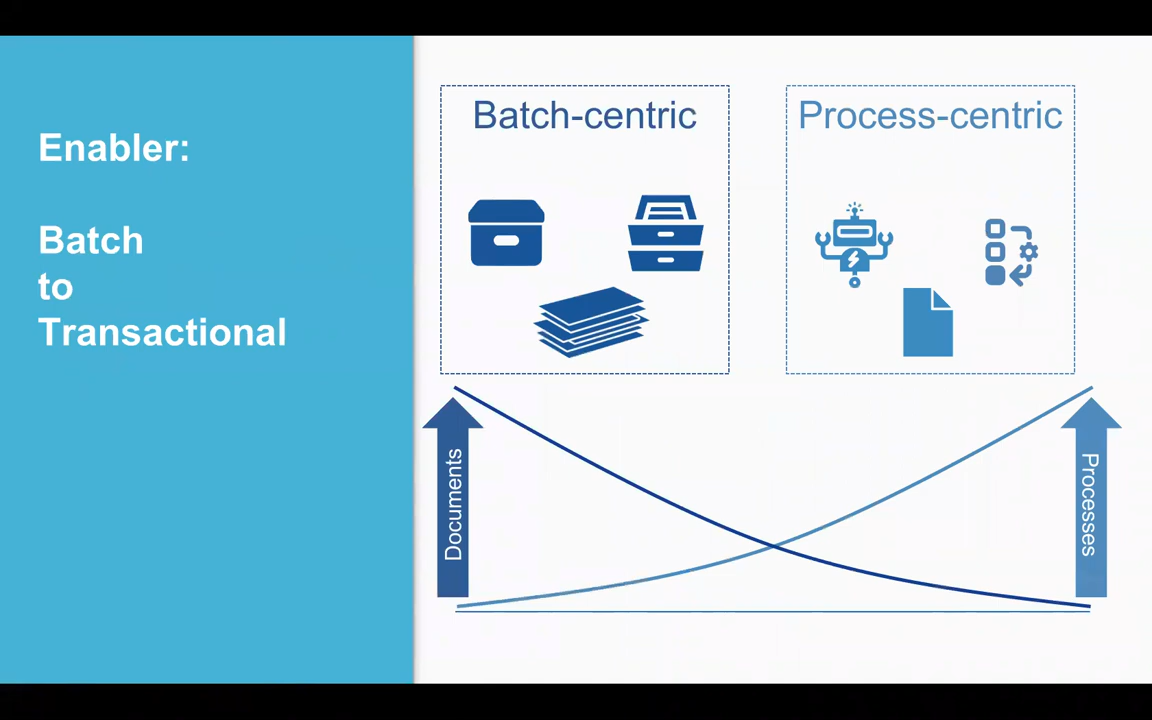 Enabler:
Batch
to
Transactional
Batch-centric
Process-centric
Documents
Processes